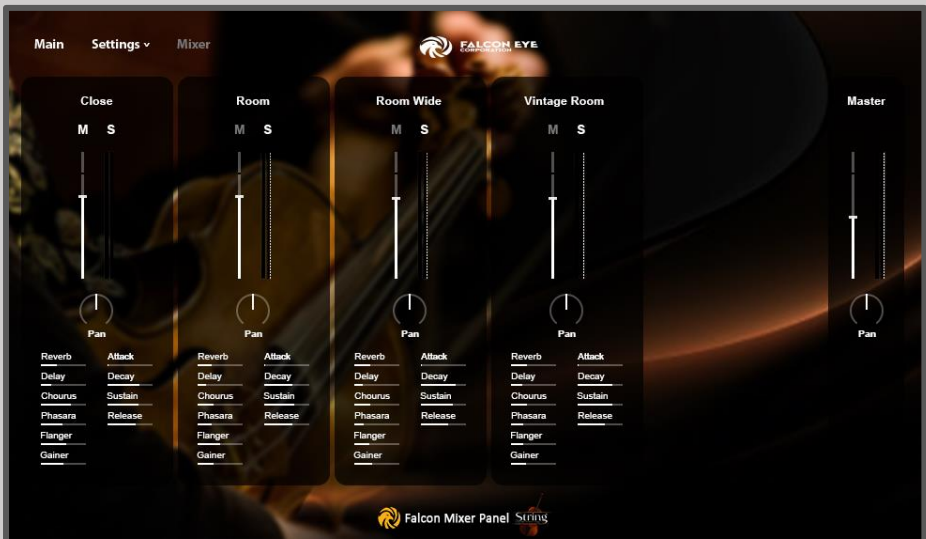 Main Settings Mixer
FALCON EYE
CORPORATION
Close Room Room Wide Vintage Room Master
M S M S M S M S
Pan Pan Pan Pan Pan
Reverb Attack Reverb Attack Reverb Attack Reverb Attack
Delay Decay Delay Decay Delay Decay Delay Decay
Chourus Sustain Chourus Sustain Chourus Sustain Chourus Sustain
Phasara Release Phasara Release Phasara Release Phasara Release
Flanger Flanger Flanger Flanger
Gainer Gainer Gainer Gainer
Falcon Mixer Panel String